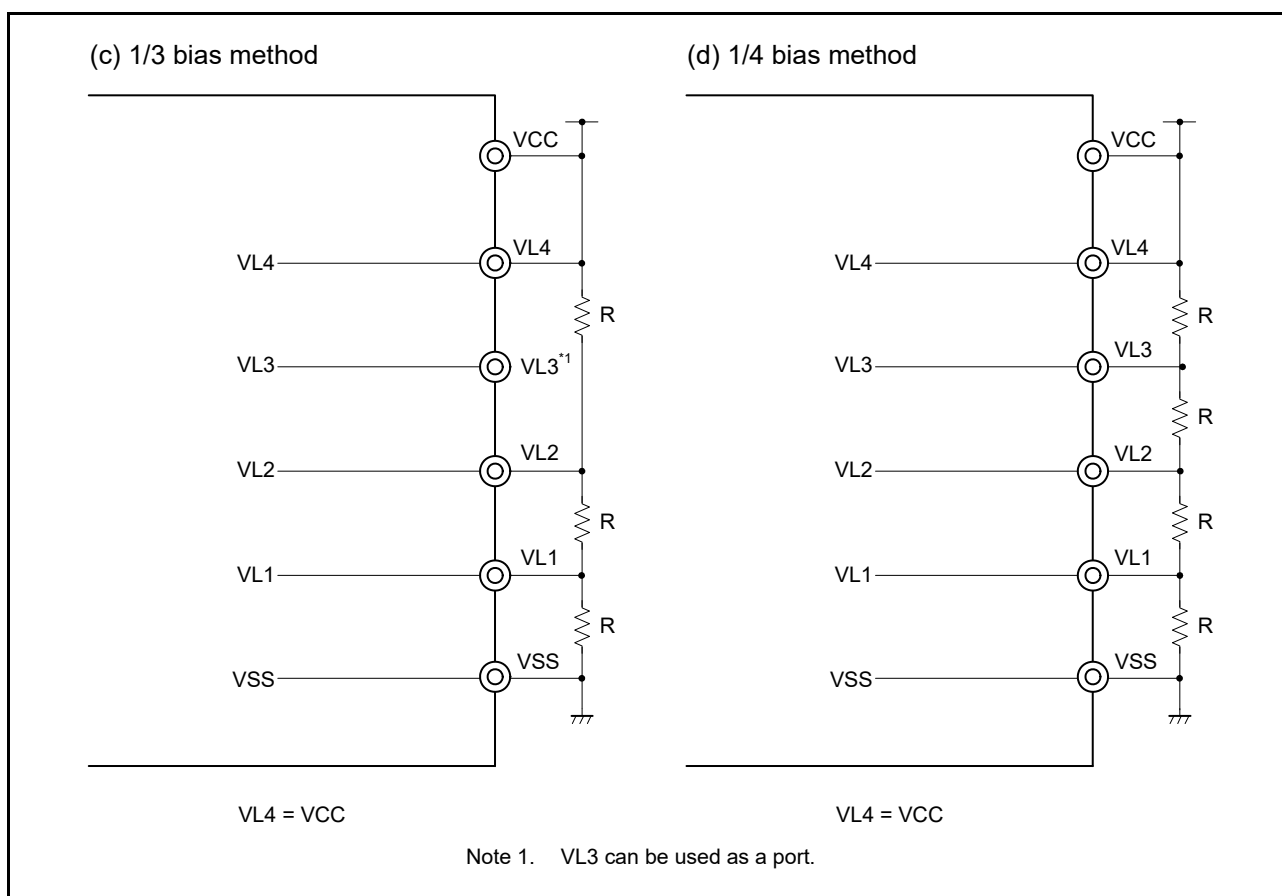 (c) 1/3 bias method
VCC
VL4 VL4
R
VL3 VL3*1
VL2 VL2
R
VL1 VL1
R
VSS VSS
VL4 = VCC
(d) 1/4 bias method
VCC
VL4 VL4
R
VL3 VL3
R
VL2 VL2
R
VL1 VL1
R
VSS VSS
VL4 = VCC
Note 1. VL3 can be used as a port.